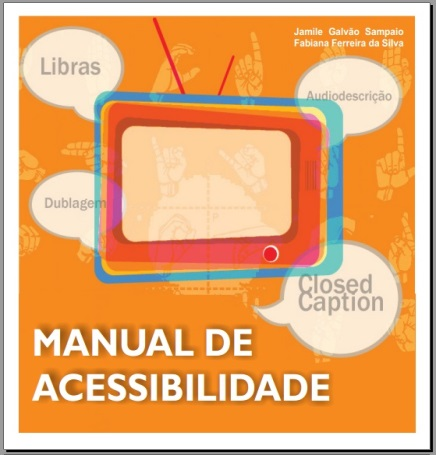 Jamile Galvão Sampaio
Fabiana Ferreira da Silva
Libras
Audiodescrição
Dublagem
Closed
Caption
MANUAL DE
ACESSIBILIDADE